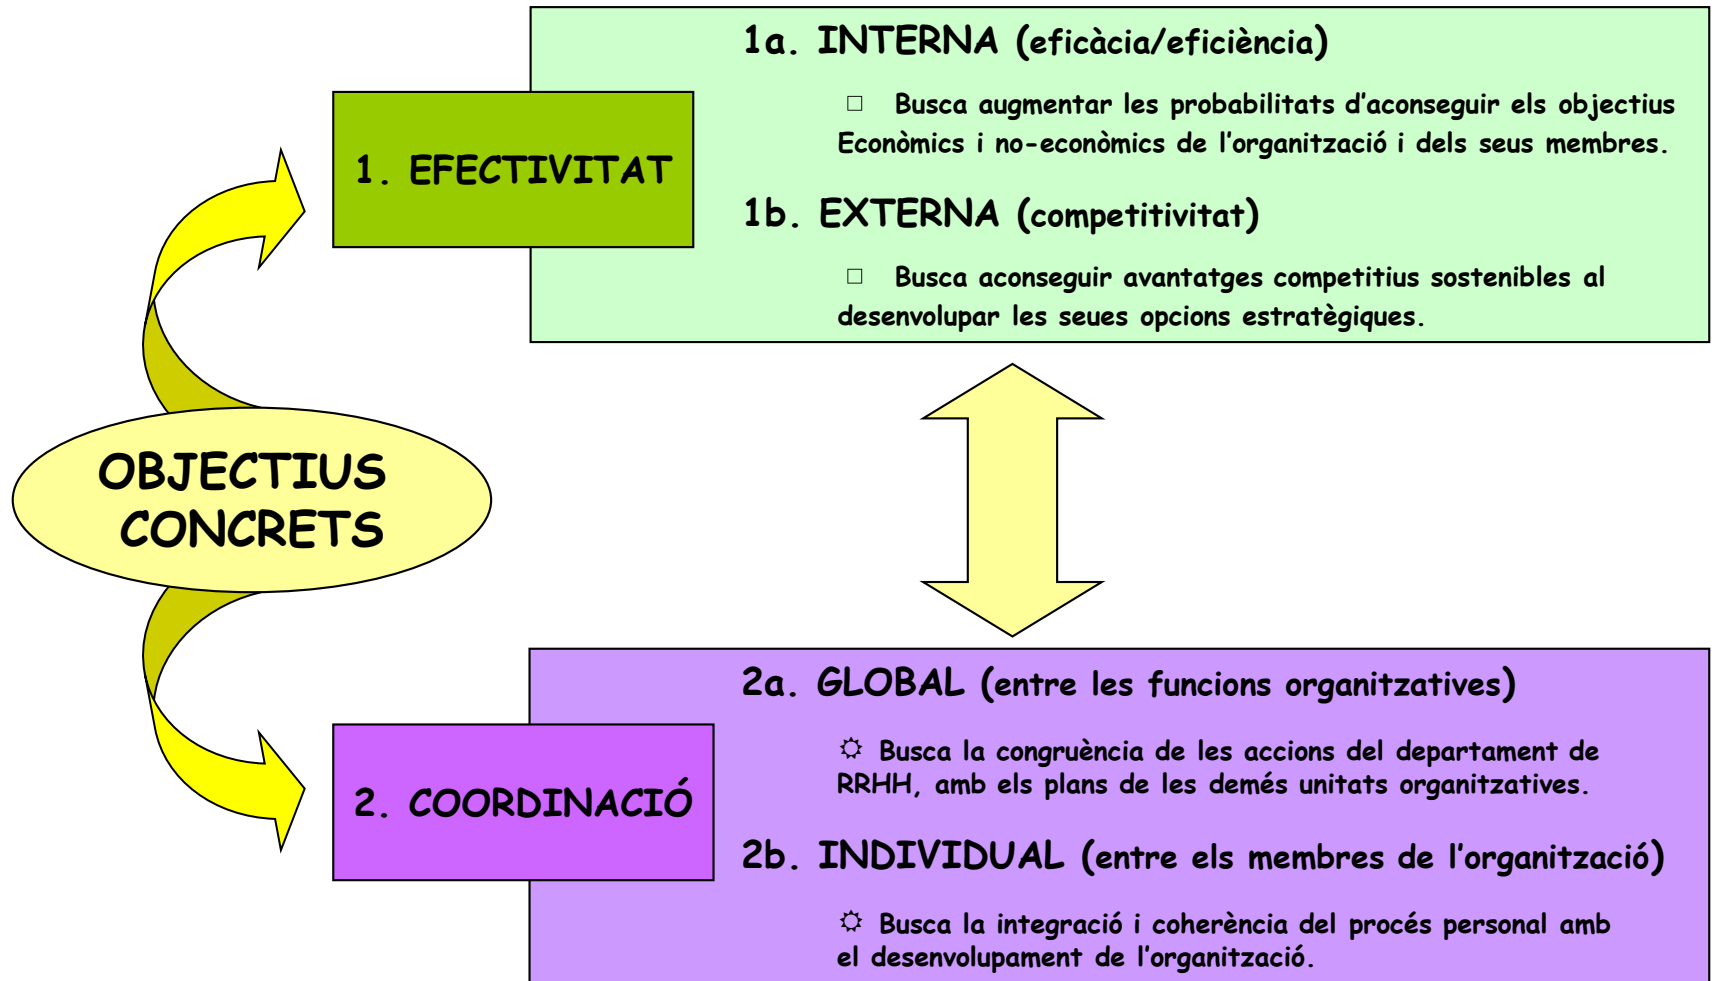 1a. INTERNA (eficàcia/eficiència)
□ Busca augmentar les probabilitats d'aconseguir els objectius
Econòmics i no-econòmics de l'organització i dels seus membres.
1. EFECTIVITAT
1b. EXTERNA (competitivitat)
□ Busca aconseguir avantatges competitius sostenibles al
desenvolupar les seues opcions estratègiques.
OBJECTIUS
CONCRETS
2a. GLOBAL (entre les funcions organitzatives)
☼ Busca la congruència de les accions del departament de
RRHH, amb els plans de les demés unitats organitzatives.
2. COORDINACIÓ
2b. INDIVIDUAL (entre els membres de l'organització)
☼ Busca la integració i coherència del procés personal amb
el desenvolupament de l'organització.